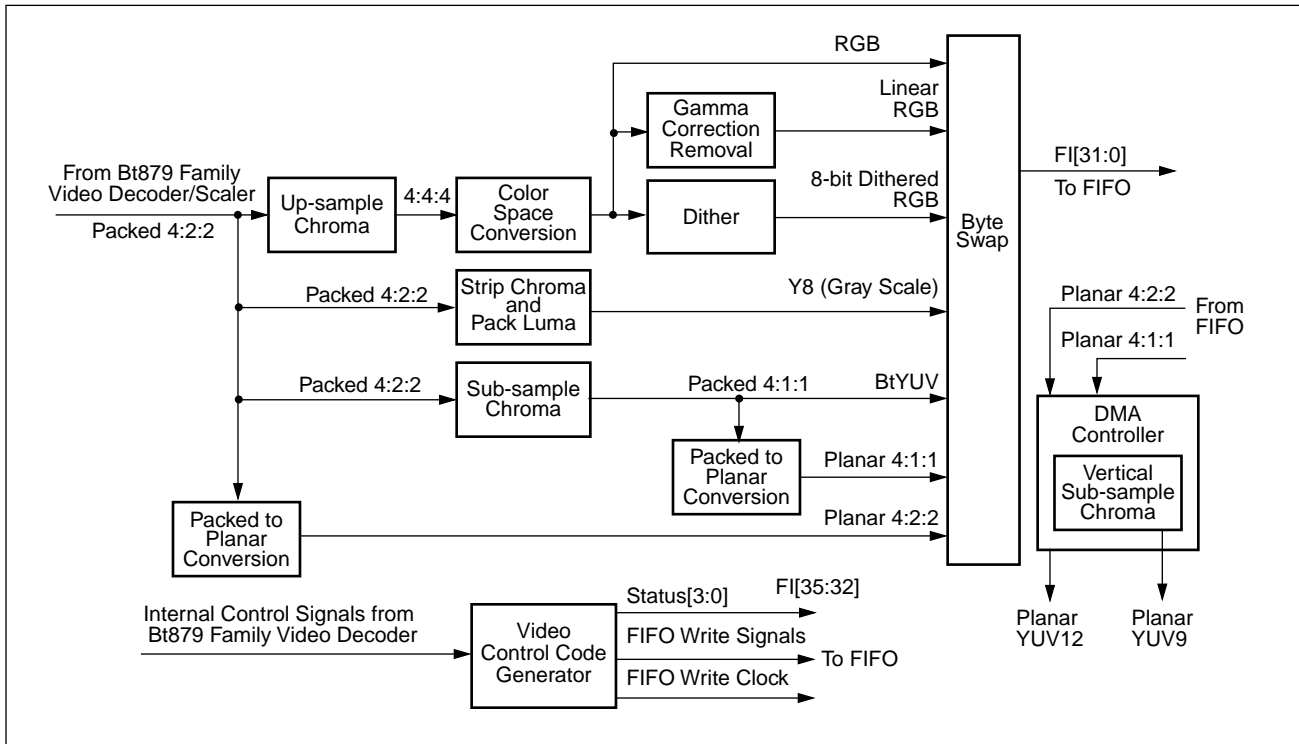 RGB
Linear
RGB
Gamma
Correction
Removal
From Bt879 Family
Video Decoder/Scaler
Packed 4:2:2
Up-sample
Chroma
4:4:4
Color
Space
Conversion
Dither
8-bit Dithered
RGB
Byte
Swap
FI[31:0]
To FIFO
Packed 4:2:2
Strip Chroma
and
Pack Luma
Y8 (Gray Scale)
Planar 4:2:2
From
FIFO
Planar 4:1:1
Packed 4:2:2
Sub-sample
Chroma
Packed 4:1:1
BtYUV
DMA
Controller
Vertical
Sub-sample
Chroma
Packed to
Planar
Conversion
Planar 4:1:1
Packed to
Planar
Conversion
Planar 4:2:2
Planar
YUV12
Planar
YUV9
Internal Control Signals from
Bt879 Family Video Decoder
Video
Control Code
Generator
Status[3:0]
FI[35:32]
FIFO Write Signals
To FIFO
FIFO Write Clock